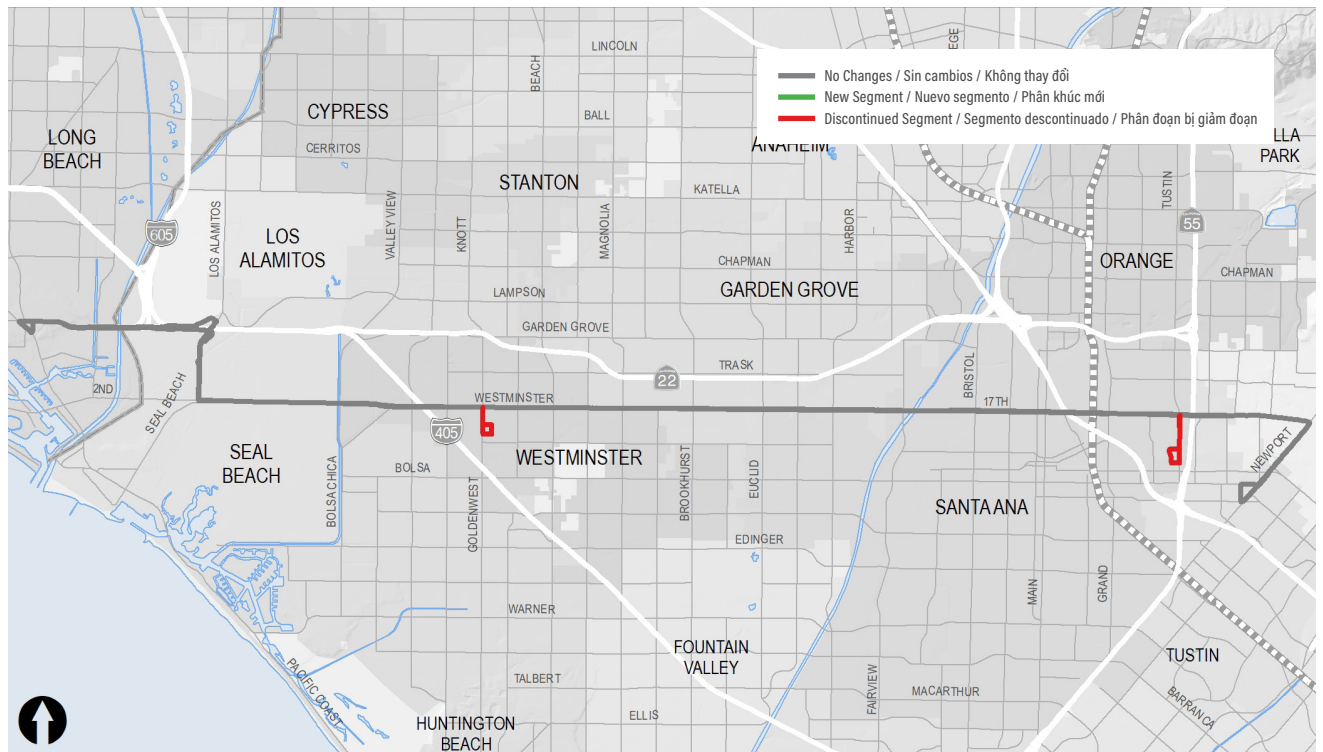 No Changes / Sin cambios / Không thay đổi
New Segment / Nuevo segmento / Phân khúc mới
Discontinued Segment / Segmento descontinuado / Phân đoạn bị giảm đoạn
LINCOLN
BEACH
EGE
CYPRESS
BALL
LONG
BEACH
CERRITOS
ANAHEIM
LLA
PARK
STANTON
KATELLA
TUSTIN
605
LOS ALAMITOS
LOS
ALAMITOS
VALLEY VIEW
KNOTT
MAGNOLIA
HARBOR
55
CHAPMAN
ORANGE
CHAPMAN
LAMPSON
GARDEN GROVE
GARDEN GROVE
TRASK
22
BRISTOL
2ND
SEAL BEACH
WESTMINSTER
17TH
405
NEWPORT
SEAL
BEACH
BOLSA CHICA
BOLSA
GOLDENWEST
WESTMINSTER
BROOKHURST
EUCLID
SANTA ANA
EDINGER
MAIN
GRAND
WARNER
PACIFIC COAST
FOUNTAIN
VALLEY
TUSTIN
TALBERT
FAIRVIEW
MACARTHUR
BARRANCA
ELLIS
HUNTINGTON
BEACH